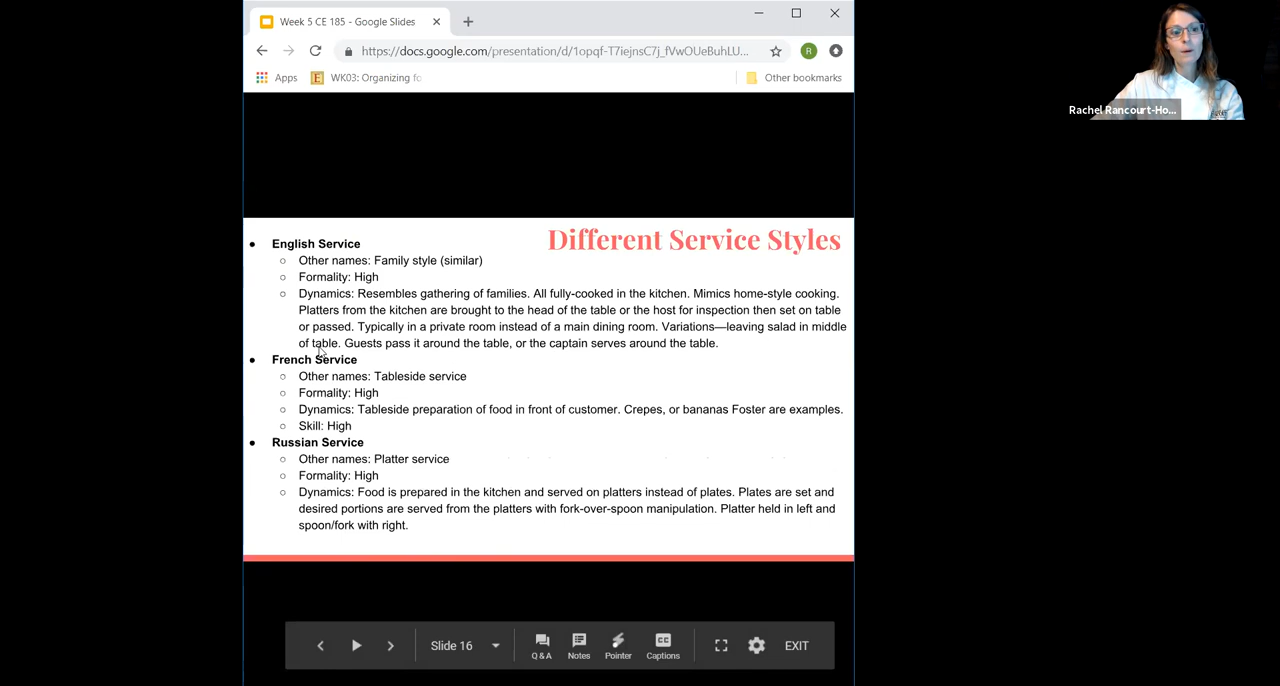 Week 5 CE 185 - Google Slides
https://docs.google.com/presentation/d/1opqf-T7iejnsC7j_fVwOUeBuhLU...
R
Apps
WK03: Organizing fo
Other bookmarks
Rachel Rancourt-Ho...
Different Service Styles
English Service
Other names: Family style (similar)
Formality: High
Dynamics: Resembles gathering of families. All fully-cooked in the kitchen. Mimics home-style cooking.
Platters from the kitchen are brought to the head of the table or the host for inspection then set on table
or passed. Typically in a private room instead of a main dining room. Variations—leaving salad in middle
of table. Guests pass it around the table, or the captain serves around the table.
French Service
Other names: Tableside service
Formality: High
Dynamics: Tableside preparation of food in front of customer. Crepes, or bananas Foster are examples.
Skill: High
Russian Service
Other names: Platter service
Formality: High
Dynamics: Food is prepared in the kitchen and served on platters instead of plates. Plates are set and
desired portions are served from the platters with fork-over-spoon manipulation. Platter held in left and
spoon/fork with right.
Slide 16
Q & A
Notes
Pointer
CC
Captions
EXIT